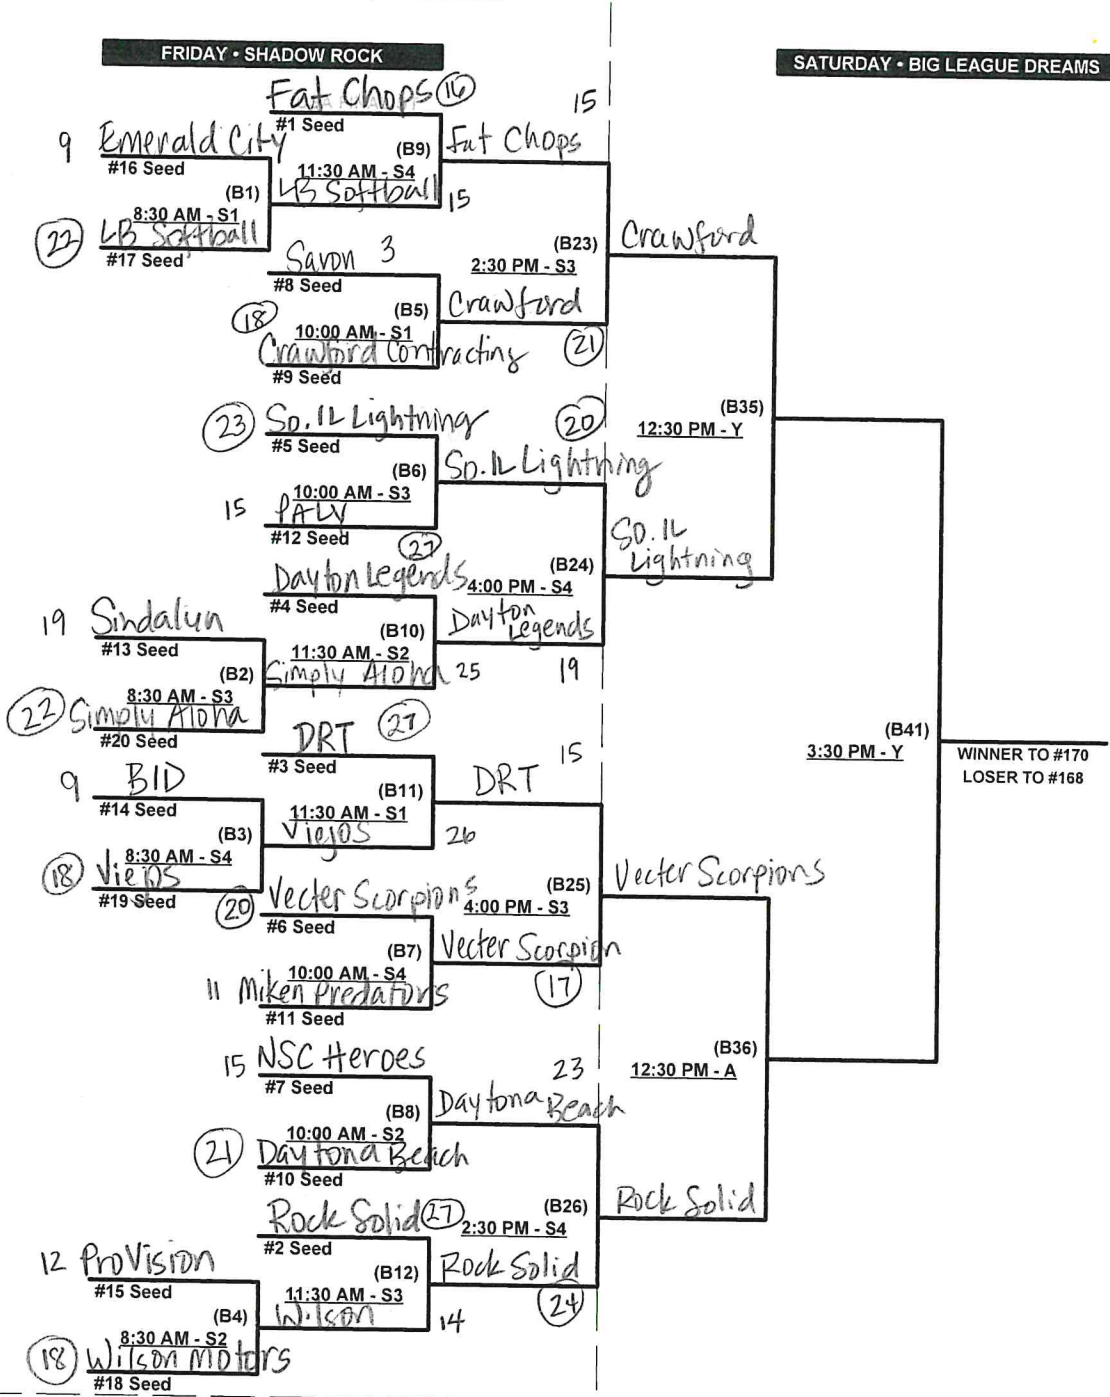 FRIDAY • SHADOW ROCK
SATURDAY • BIG LEAGUE DREAMS
Fat Chops 16
15
#1 Seed
9 Emerald City
(B9)
Fat Chops
#16 Seed
11:30 AM - S4
(B1)
LB Softball
15
8:30 AM - S1
22 LB Softball
#17 Seed
(B23)
Crawford
Savon 3
2:30 PM - S3
#8 Seed
(B5)
Crawford
18
10:00 AM - S1
Crawford Contracting
21
#9 Seed
(B35)
23 So. IL Lightning
20
12:30 PM - Y
#5 Seed
(B6)
So. IL Lightning
10:00 AM - S3
15 PALV
#12 Seed
So. IL
Lightning
27
(B24)
Dayton Legends
4:00 PM - S4
#4 Seed
19 Sindalun
(B10)
Dayton
Legends
#13 Seed
11:30 AM - S2
(B2)
Simply Aloha 25
19
8:30 AM - S3
22 Simply Aloha
#20 Seed
(B41)
DRT 27
15
3:30 PM - Y
WINNER TO #170
LOSER TO #168
#3 Seed
9 BID
(B11)
DRT
#14 Seed
11:30 AM - S1
(B3)
Viejos
26
8:30 AM - S4
18 Viejos
#19 Seed
(B25)
Vecter Scorpions
20 Vecter Scorpions
4:00 PM - S3
#6 Seed
(B7)
Vecter Scorpion
10:00 AM - S4
11 Miken Predators
17
#11 Seed
(B36)
15 NSC Heroes
23
12:30 PM - A
#7 Seed
Daytona Beach
(B8)
10:00 AM - S2
21 Daytona Beach
#10 Seed
(B26)
Rock Solid
Rock Solid 27
2:30 PM - S4
#2 Seed
12 ProVision
(B12)
Rock Solid
#15 Seed
11:30 AM - S3
24
(B4)
Wilson
14
8:30 AM - S2
18 Wilson Motors
#18 Seed